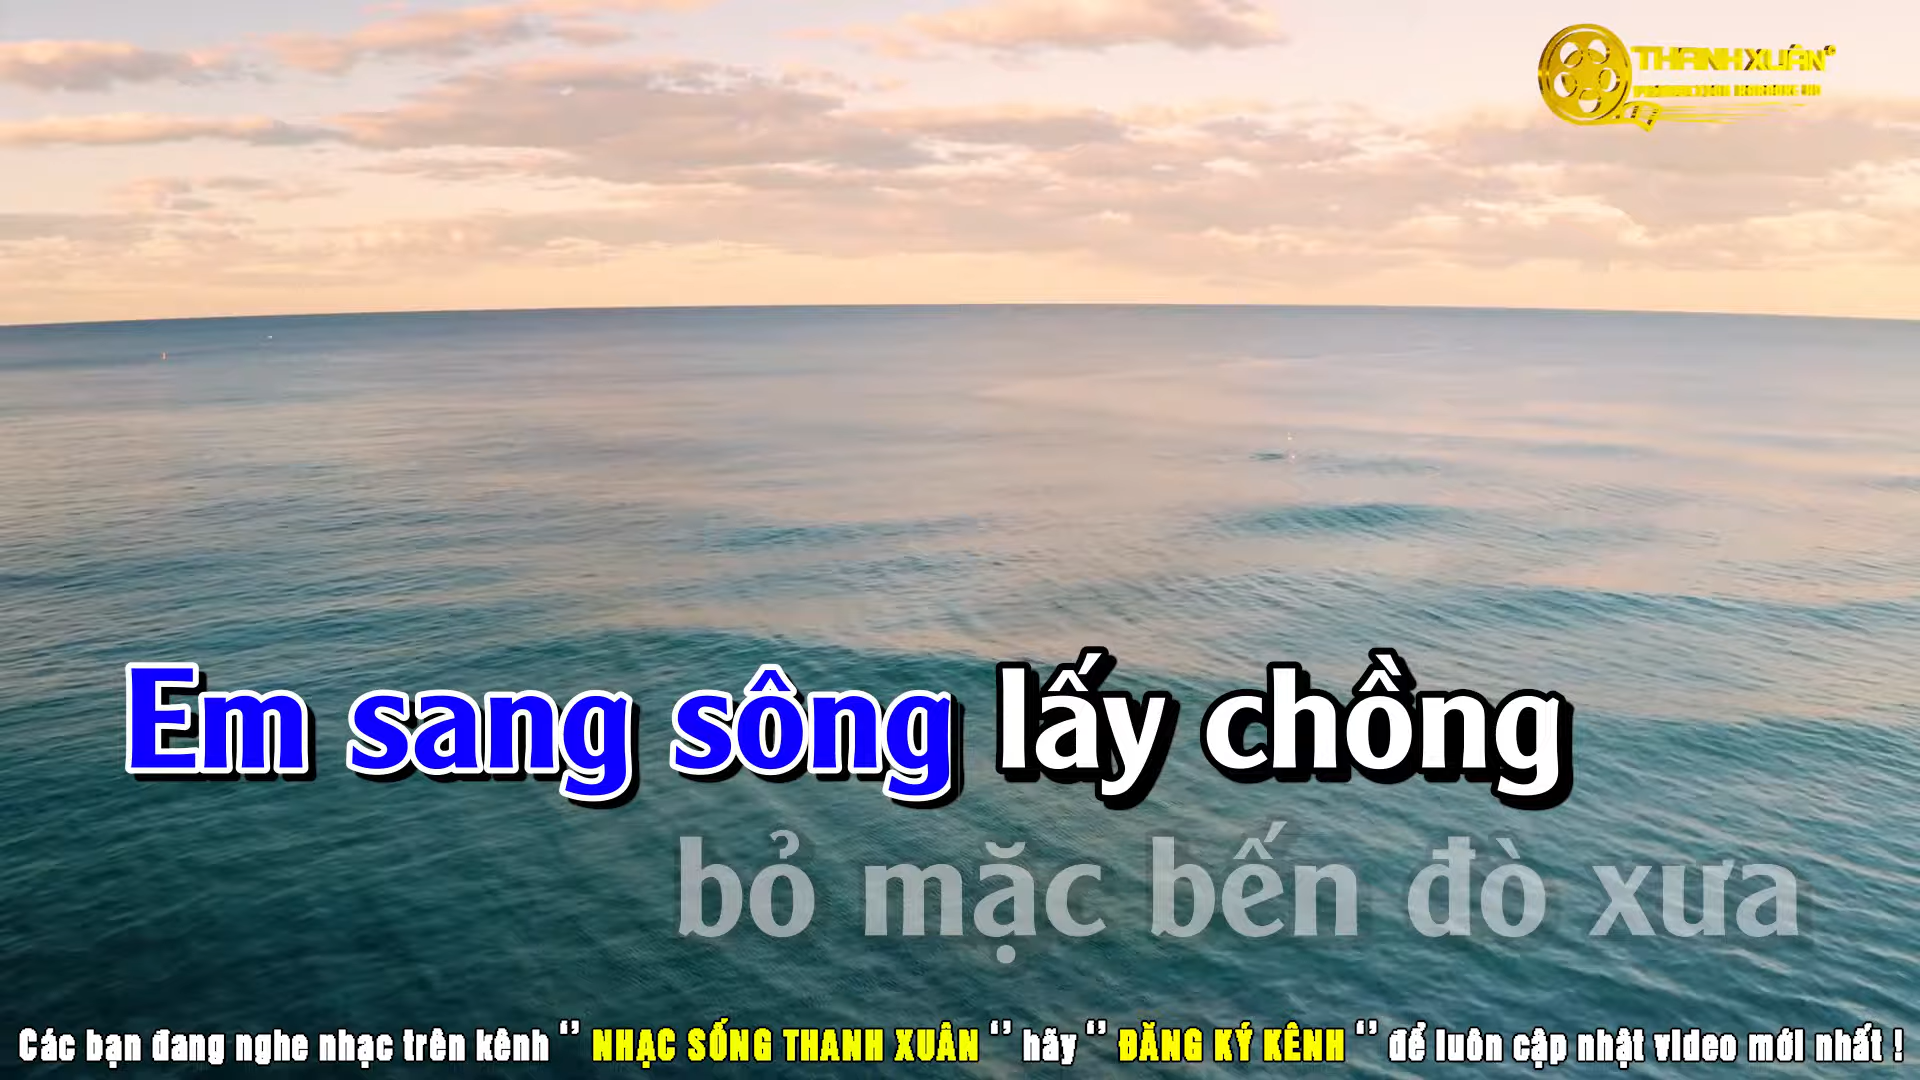 THANH XUÂN
Em sang sông lấy chồng
bỏ mặc bến đò xưa
Các bạn đang nghe nhạc trên kênh '' NHẠC SỐNG THANH XUÂN '' hãy '' ĐĂNG KÝ KÊNH '' để luôn cập nhật video mới nhất !